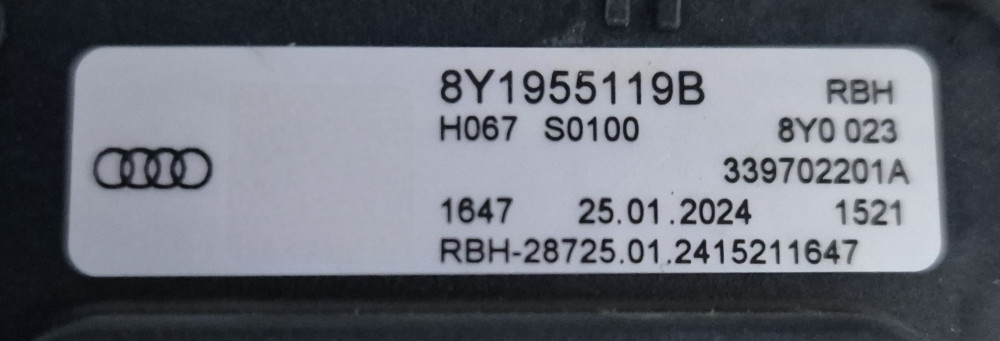 8Y1955119B RBH
H067 S0100 8Y0 023
339702201A
1647 25.01.2024 1521
RBH-28725.01.2415211647